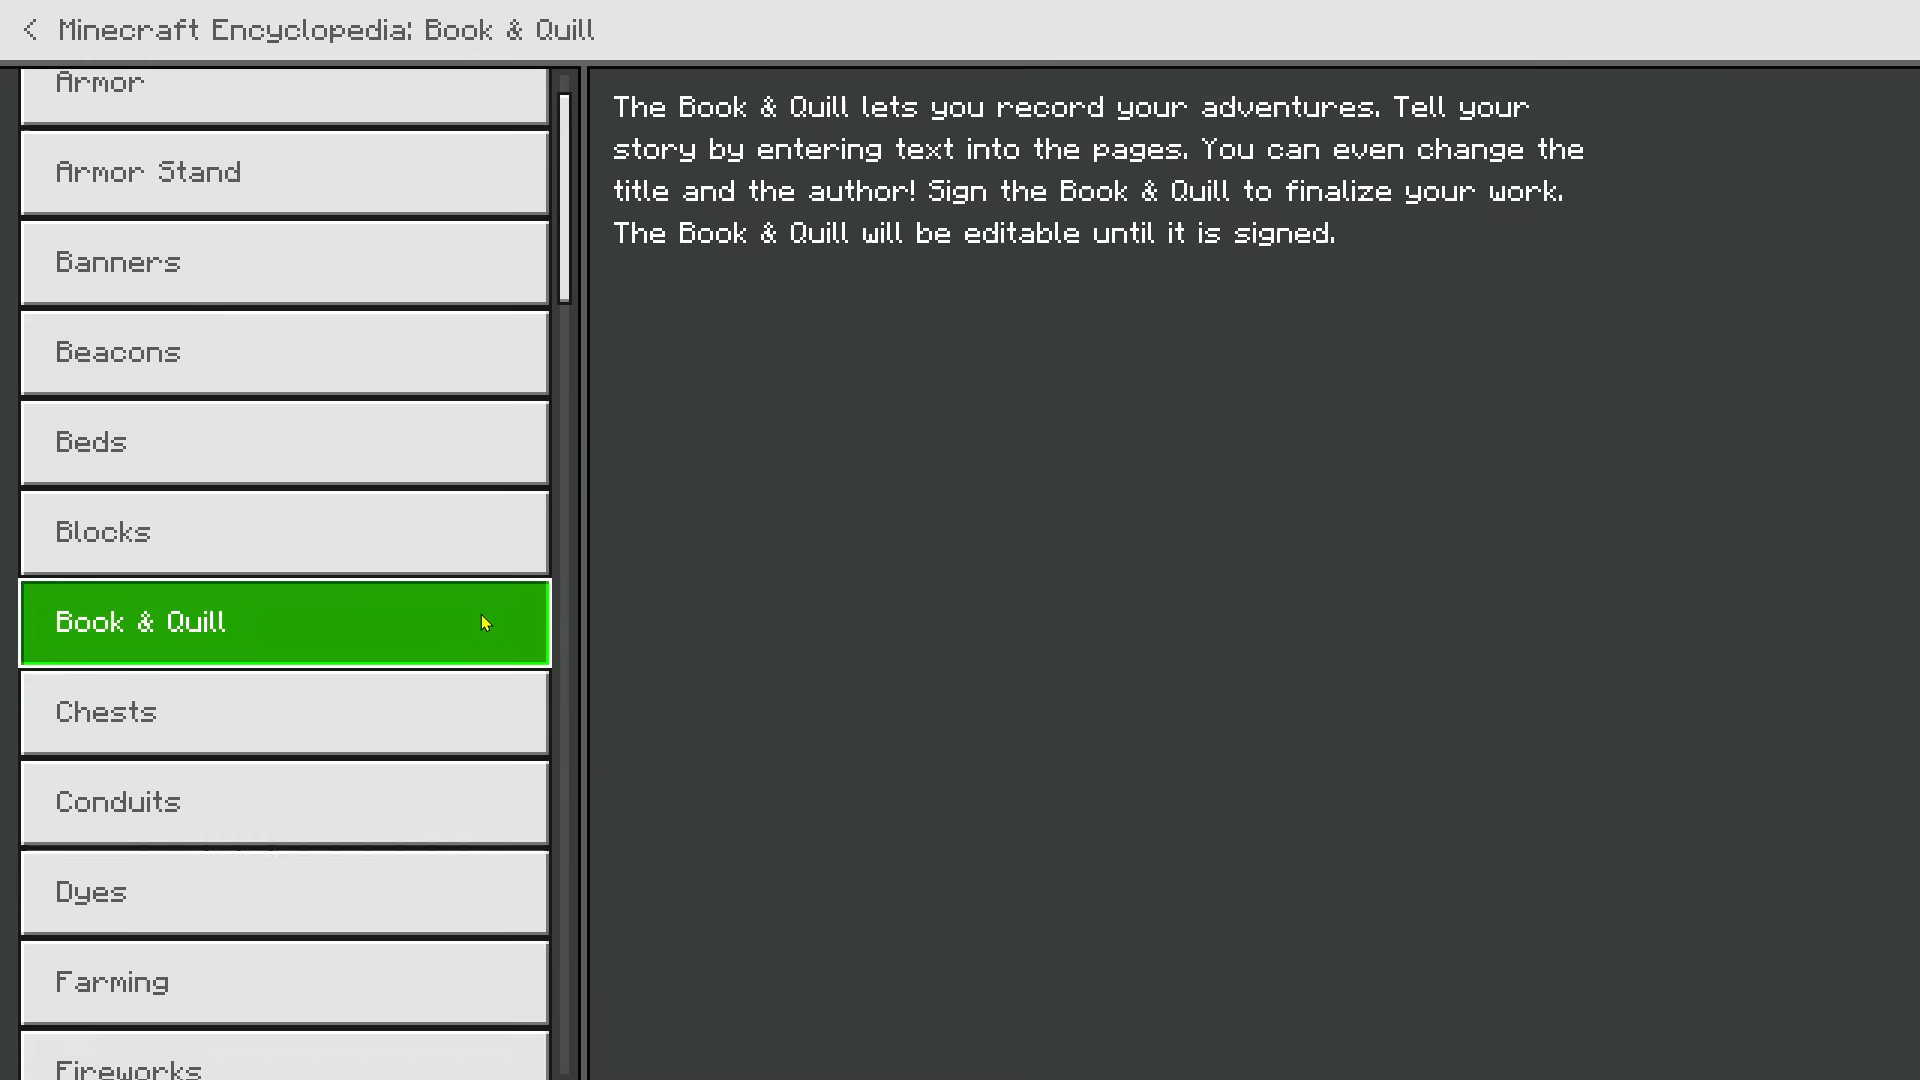 Minecraft Encyclopedia: Book & Quill
Armor
Armor Stand
Banners
Beacons
Beds
Blocks
Book & Quill
Chests
Conduits
Dyes
Farming
Fireworks
The Book & Quill lets you record your adventures. Tell your
story by entering text into the pages. You can even change the
title and the author! Sign the Book & Quill to finalize your work.
The Book & Quill will be editable until it is signed.